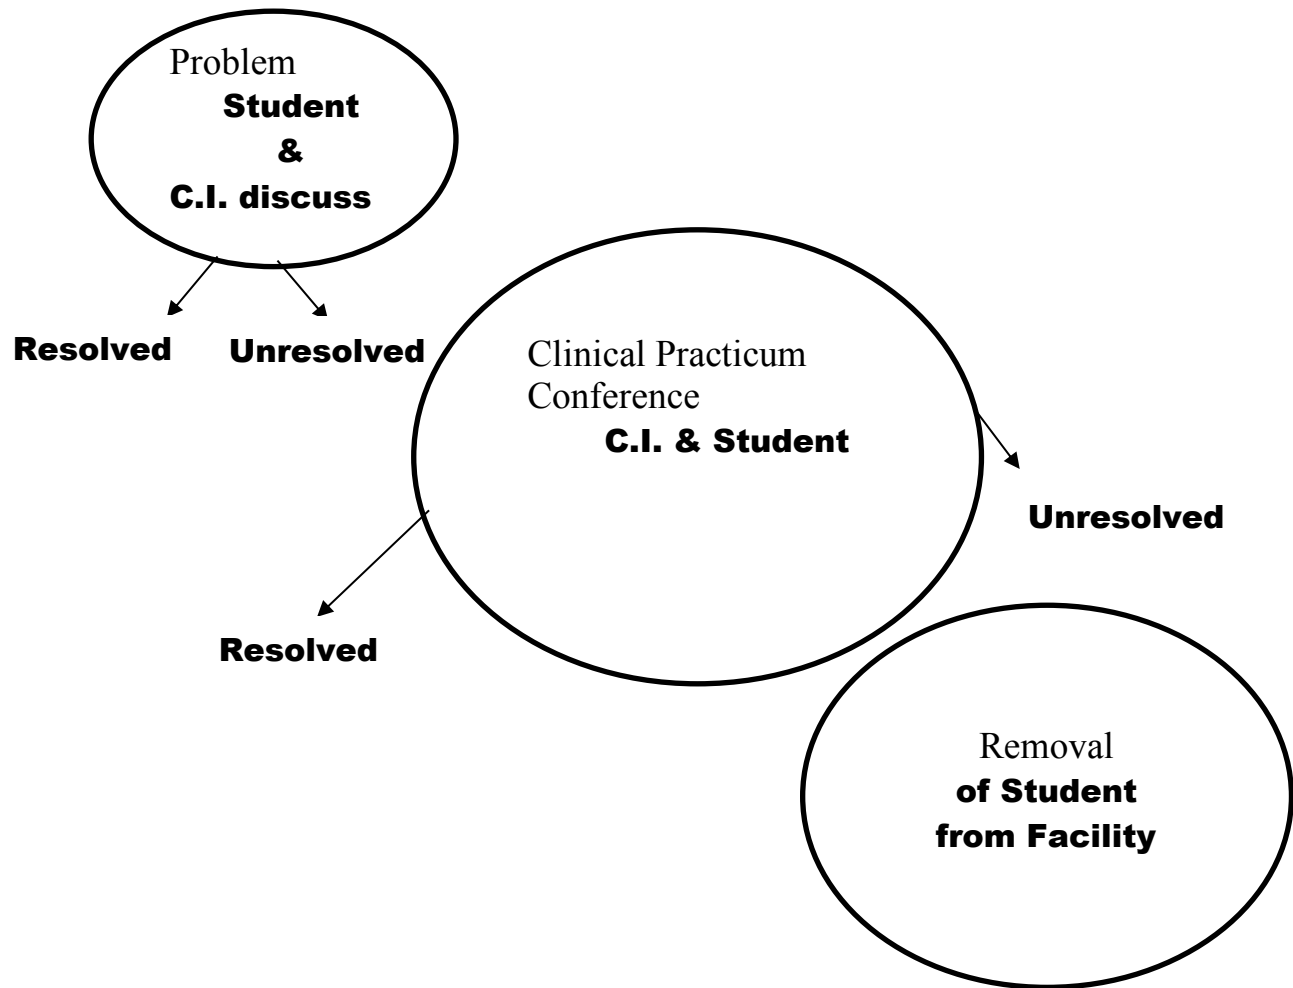 Problem
Student
&
C.I. discuss
Resolved
Unresolved
Clinical Practicum
Conference
C.I. & Student
Unresolved
Resolved
Removal
of Student
from Facility